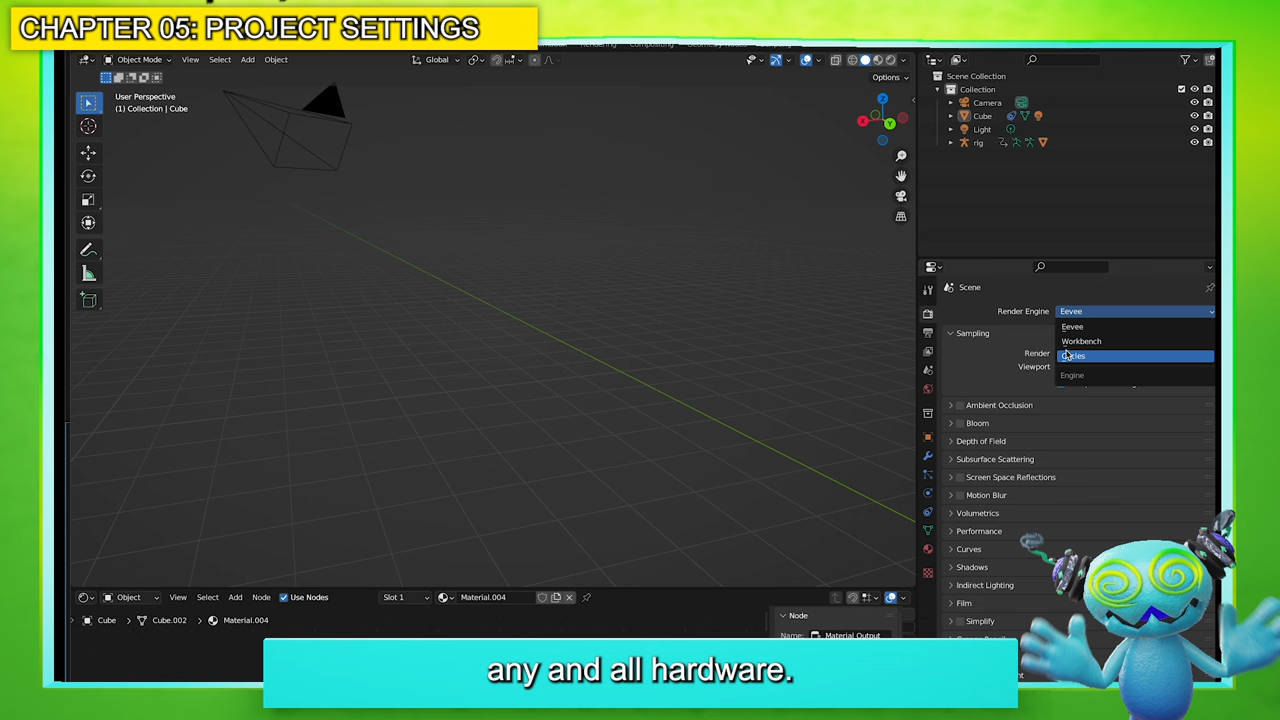 CHAPTER 05: PROJECT SETTINGS
Object Mode View Select Add Object Global
Options
User Perspective
(1) Collection | Cube
Scene Collection
Collection
Camera
Cube
Light
rig
Scene
Render Engine Eevee
Eevee
Sampling
Workbench
Render
Cycles
Viewport
Engine
Ambient Occlusion
Bloom
Depth of Field
Subsurface Scattering
Screen Space Reflections
Motion Blur
Volumetrics
Performance
Curves
Shadows
Indirect Lighting
Film
Simplify
Object View Select Add Node Use Nodes Slot 1 Material.004
Cube Cube.002 Material.004
Node
Name: Material Output
any and all hardware.
X
Y
Z